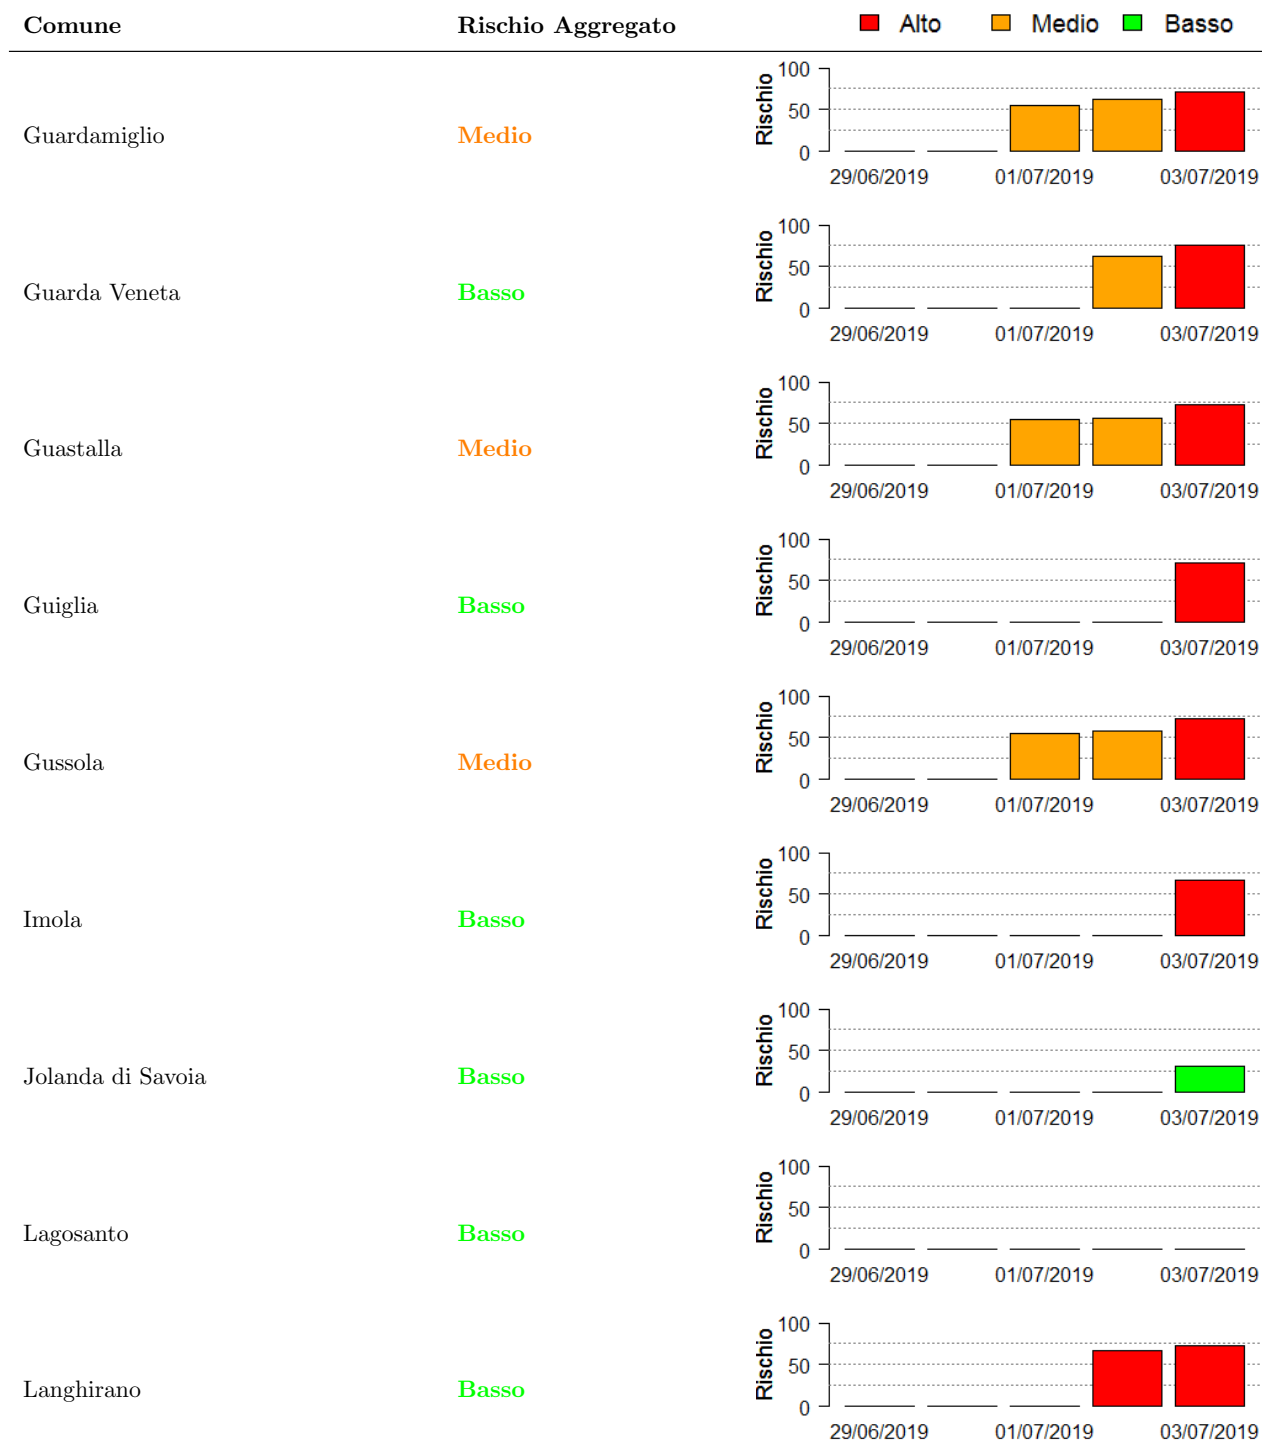 Comune Rischio Aggregato Alto Medio Basso
Guardamiglio Medio
Rischio
100
50
0
29/06/2019 01/07/2019 03/07/2019
Guarda Veneta Basso
Rischio
100
50
0
29/06/2019 01/07/2019 03/07/2019
Guastalla Medio
Rischio
100
50
0
29/06/2019 01/07/2019 03/07/2019
Guiglia Basso
Rischio
100
50
0
29/06/2019 01/07/2019 03/07/2019
Gussola Medio
Rischio
100
50
0
29/06/2019 01/07/2019 03/07/2019
Imola Basso
Rischio
100
50
0
29/06/2019 01/07/2019 03/07/2019
Jolanda di Savoia Basso
Rischio
100
50
0
29/06/2019 01/07/2019 03/07/2019
Lagosanto Basso
Rischio
100
50
0
29/06/2019 01/07/2019 03/07/2019
Langhirano Basso
Rischio
100
50
0
29/06/2019 01/07/2019 03/07/2019